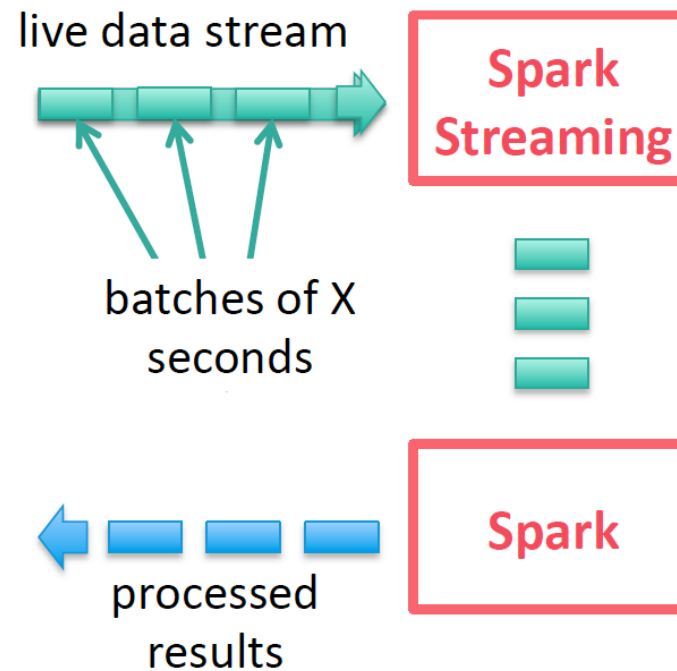 live data stream
Spark
Streaming
batches of X
seconds
Spark
processed
results